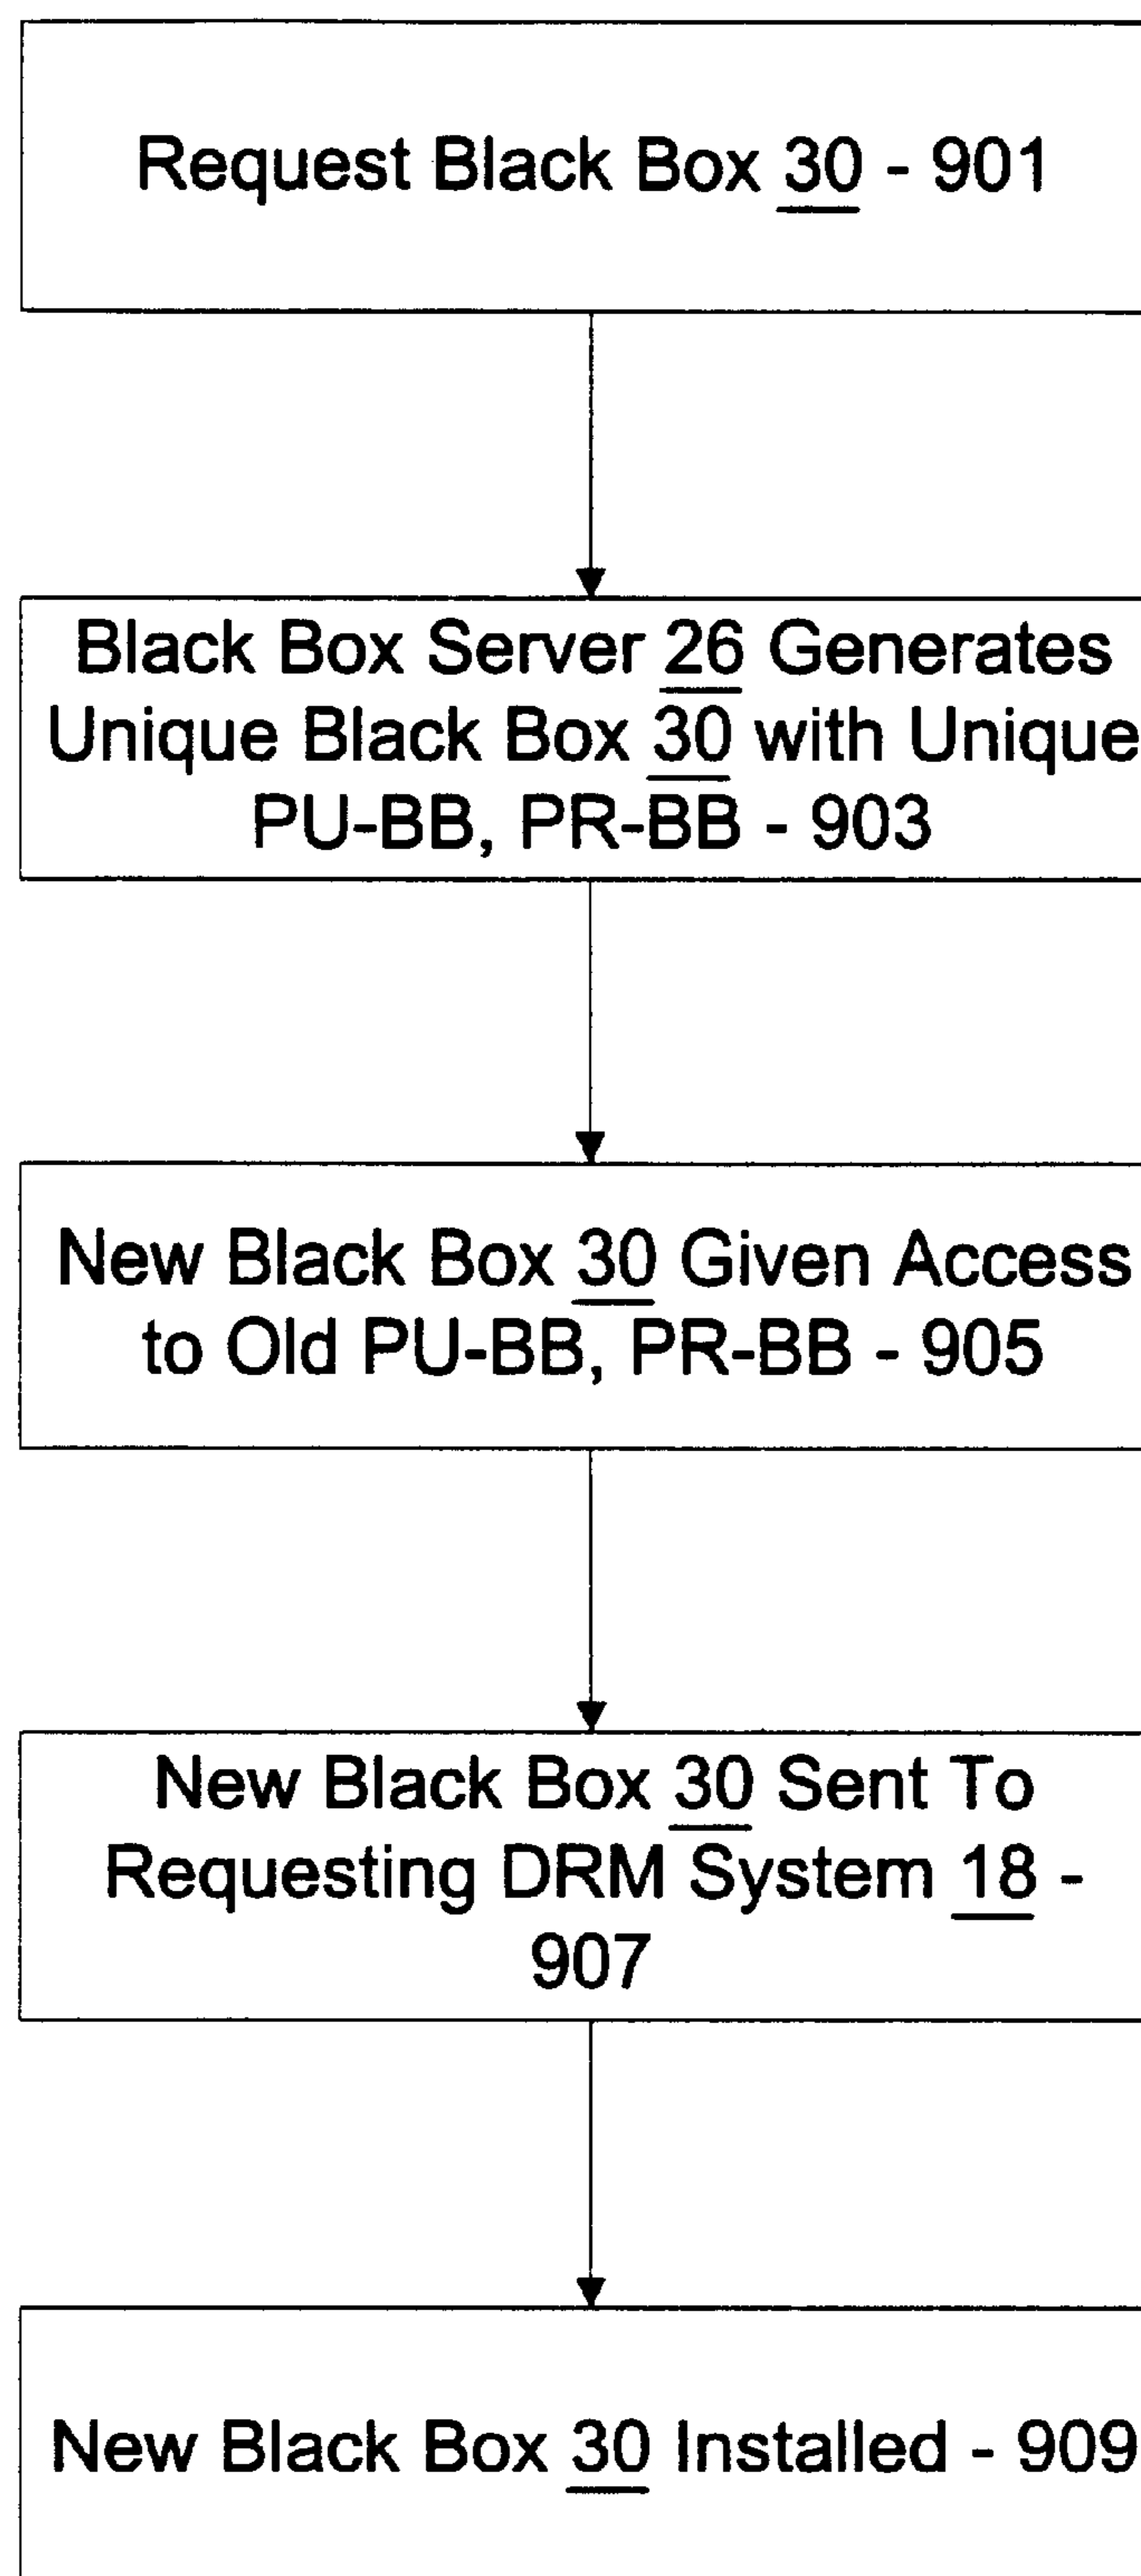 Request Black Box 30 - 901
Black Box Server 26 Generates
Unique Black Box 30 with Unique
PU-BB, PR-BB - 903
New Black Box 30 Given Access
to Old PU-BB, PR-BB - 905
New Black Box 30 Sent To
Requesting DRM System 18 -
907
New Black Box 30 Installed - 909